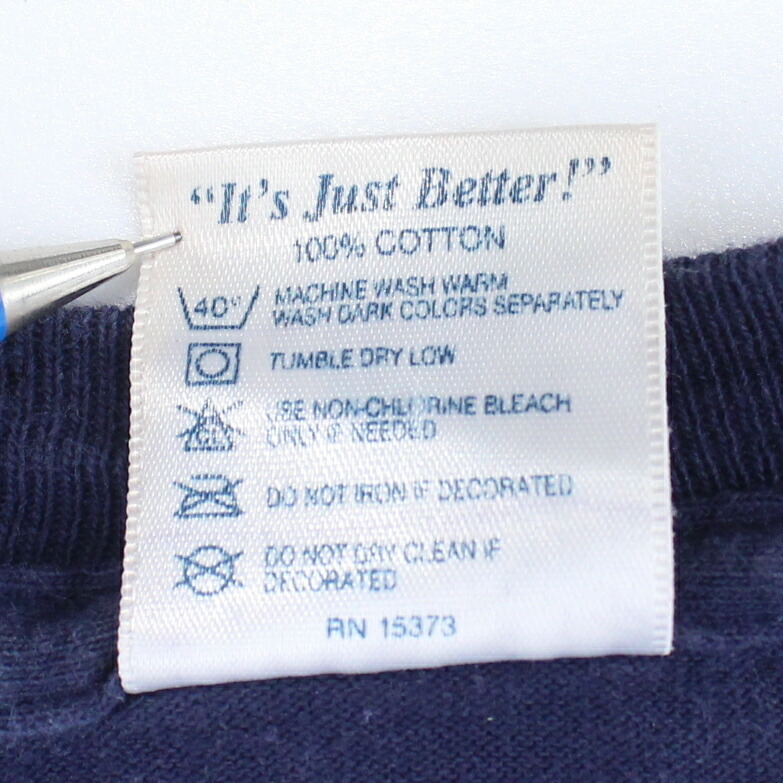 “It's Just Better!”
100% COTTON
40° MACHINE WASH WARM
WASH DARK COLORS SEPARATELY
TUMBLE DRY LOW
CL USE NON-CHLORINE BLEACH
ONLY IF NEEDED
DO NOT IRON IF DECORATED
DO NOT DRY CLEAN IF
DECORATED
RN 15373